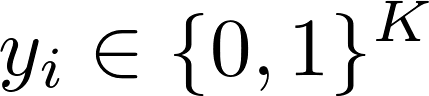 y_i ∈ {0, 1}^K